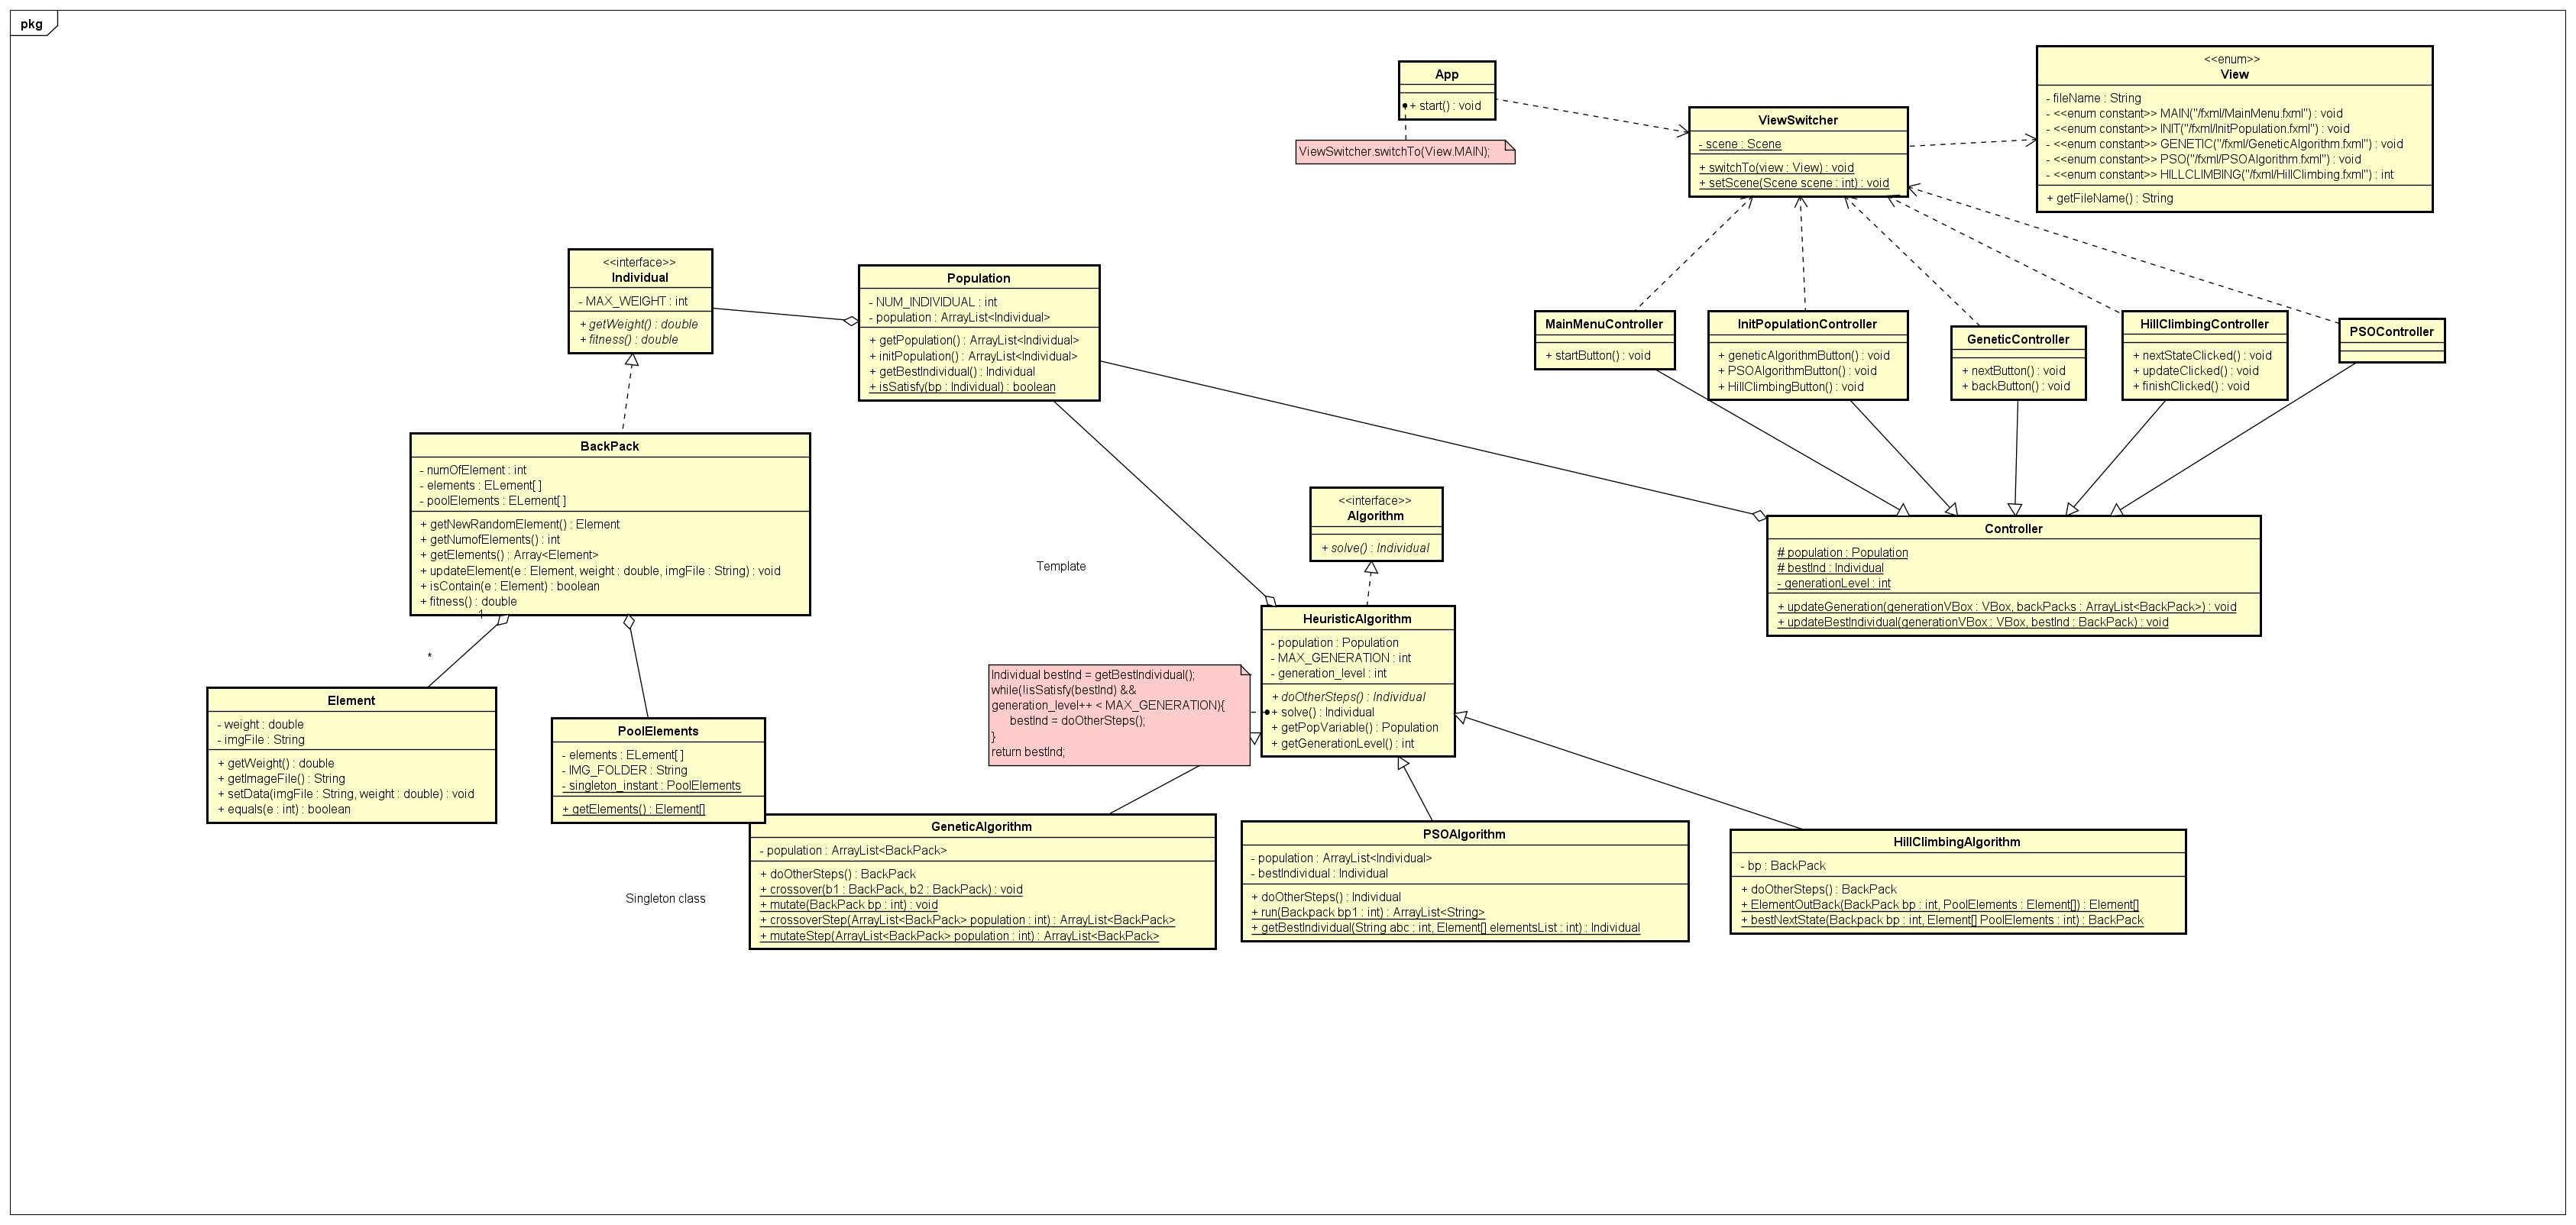 pkg
App
+ start() : void
ViewSwitcher.switchTo(View.MAIN);
ViewSwitcher
- scene : Scene
+ switchTo(view : View) : void
+ setScene(Scene scene : int) : void
<<enum>>
View
- fileName : String
- <<enum constant>> MAIN("/fxml/MainMenu.fxml") : void
- <<enum constant>> INIT("/fxml/InitPopulation.fxml") : void
- <<enum constant>> GENETIC("/fxml/GeneticAlgorithm.fxml") : void
- <<enum constant>> PSO("/fxml/PSOAlgorithm.fxml") : void
- <<enum constant>> HILLCLIMBING("/fxml/HillClimbing.fxml") : int
+ getFileName() : String
<<interface>>
Individual
- MAX_WEIGHT : int
+ getWeight() : double
+ fitness() : double
Population
- NUM_INDIVIDUAL : int
- population : ArrayList<Individual>
+ getPopulation() : ArrayList<Individual>
+ initPopulation() : ArrayList<Individual>
+ getBestIndividual() : Individual
+ isSatisfy(bp : Individual) : boolean
MainMenuController
+ startButton() : void
InitPopulationController
+ geneticAlgorithmButton() : void
+ PSOAlgorithmButton() : void
+ HillClimbingButton() : void
GeneticController
+ nextButton() : void
+ backButton() : void
HillClimbingController
+ nextStateClicked() : void
+ updateClicked() : void
+ finishClicked() : void
PSOController
BackPack
- numOfElement : int
- elements : ELement[ ]
- poolElements : ELement[ ]
+ getNewRandomElement() : Element
+ getNumofElements() : int
+ getElements() : Array<Element>
+ updateElement(e : Element, weight : double, imgFile : String) : void
+ isContain(e : Element) : boolean
+ fitness() : double
1
*
<<interface>>
Algorithm
+ solve() : Individual
Template
Controller
# population : Population
# bestInd : Individual
- generationLevel : int
+ updateGeneration(generationVBox : VBox, backPacks : ArrayList<BackPack>) : void
+ updateBestIndividual(generationVBox : VBox, bestInd : BackPack) : void
HeuristicAlgorithm
- population : Population
- MAX_GENERATION : int
- generation_level : int
+ doOtherSteps() : Individual
+ solve() : Individual
+ getPopVariable() : Population
+ getGenerationLevel() : int
Individual bestInd = getBestIndividual();
while(!isSatisfy(bestInd) &&
generation_level++ < MAX_GENERATION){
bestInd = doOtherSteps();
}
return bestInd;
Element
- weight : double
- imgFile : String
+ getWeight() : double
+ getImageFile() : String
+ setData(imgFile : String, weight : double) : void
+ equals(e : int) : boolean
PoolElements
- elements : ELement[ ]
- IMG_FOLDER : String
- singleton_instant : PoolElements
+ getElements() : Element[]
Singleton class
GeneticAlgorithm
- population : ArrayList<BackPack>
+ doOtherSteps() : BackPack
+ crossover(b1 : BackPack, b2 : BackPack) : void
+ mutate(BackPack bp : int) : void
+ crossoverStep(ArrayList<BackPack> population : int) : ArrayList<BackPack>
+ mutateStep(ArrayList<BackPack> population : int) : ArrayList<BackPack>
PSOAlgorithm
- population : ArrayList<Individual>
- bestIndividual : Individual
+ doOtherSteps() : Individual
+ run(Backpack bp1 : int) : ArrayList<String>
+ getBestIndividual(String abc : int, Element[] elementsList : int) : Individual
HillClimbingAlgorithm
- bp : BackPack
+ doOtherSteps() : BackPack
+ ElementOutBack(BackPack bp : int, PoolElements : Element[]) : Element[]
+ bestNextState(Backpack bp : int, Element[] PoolElements : int) : BackPack